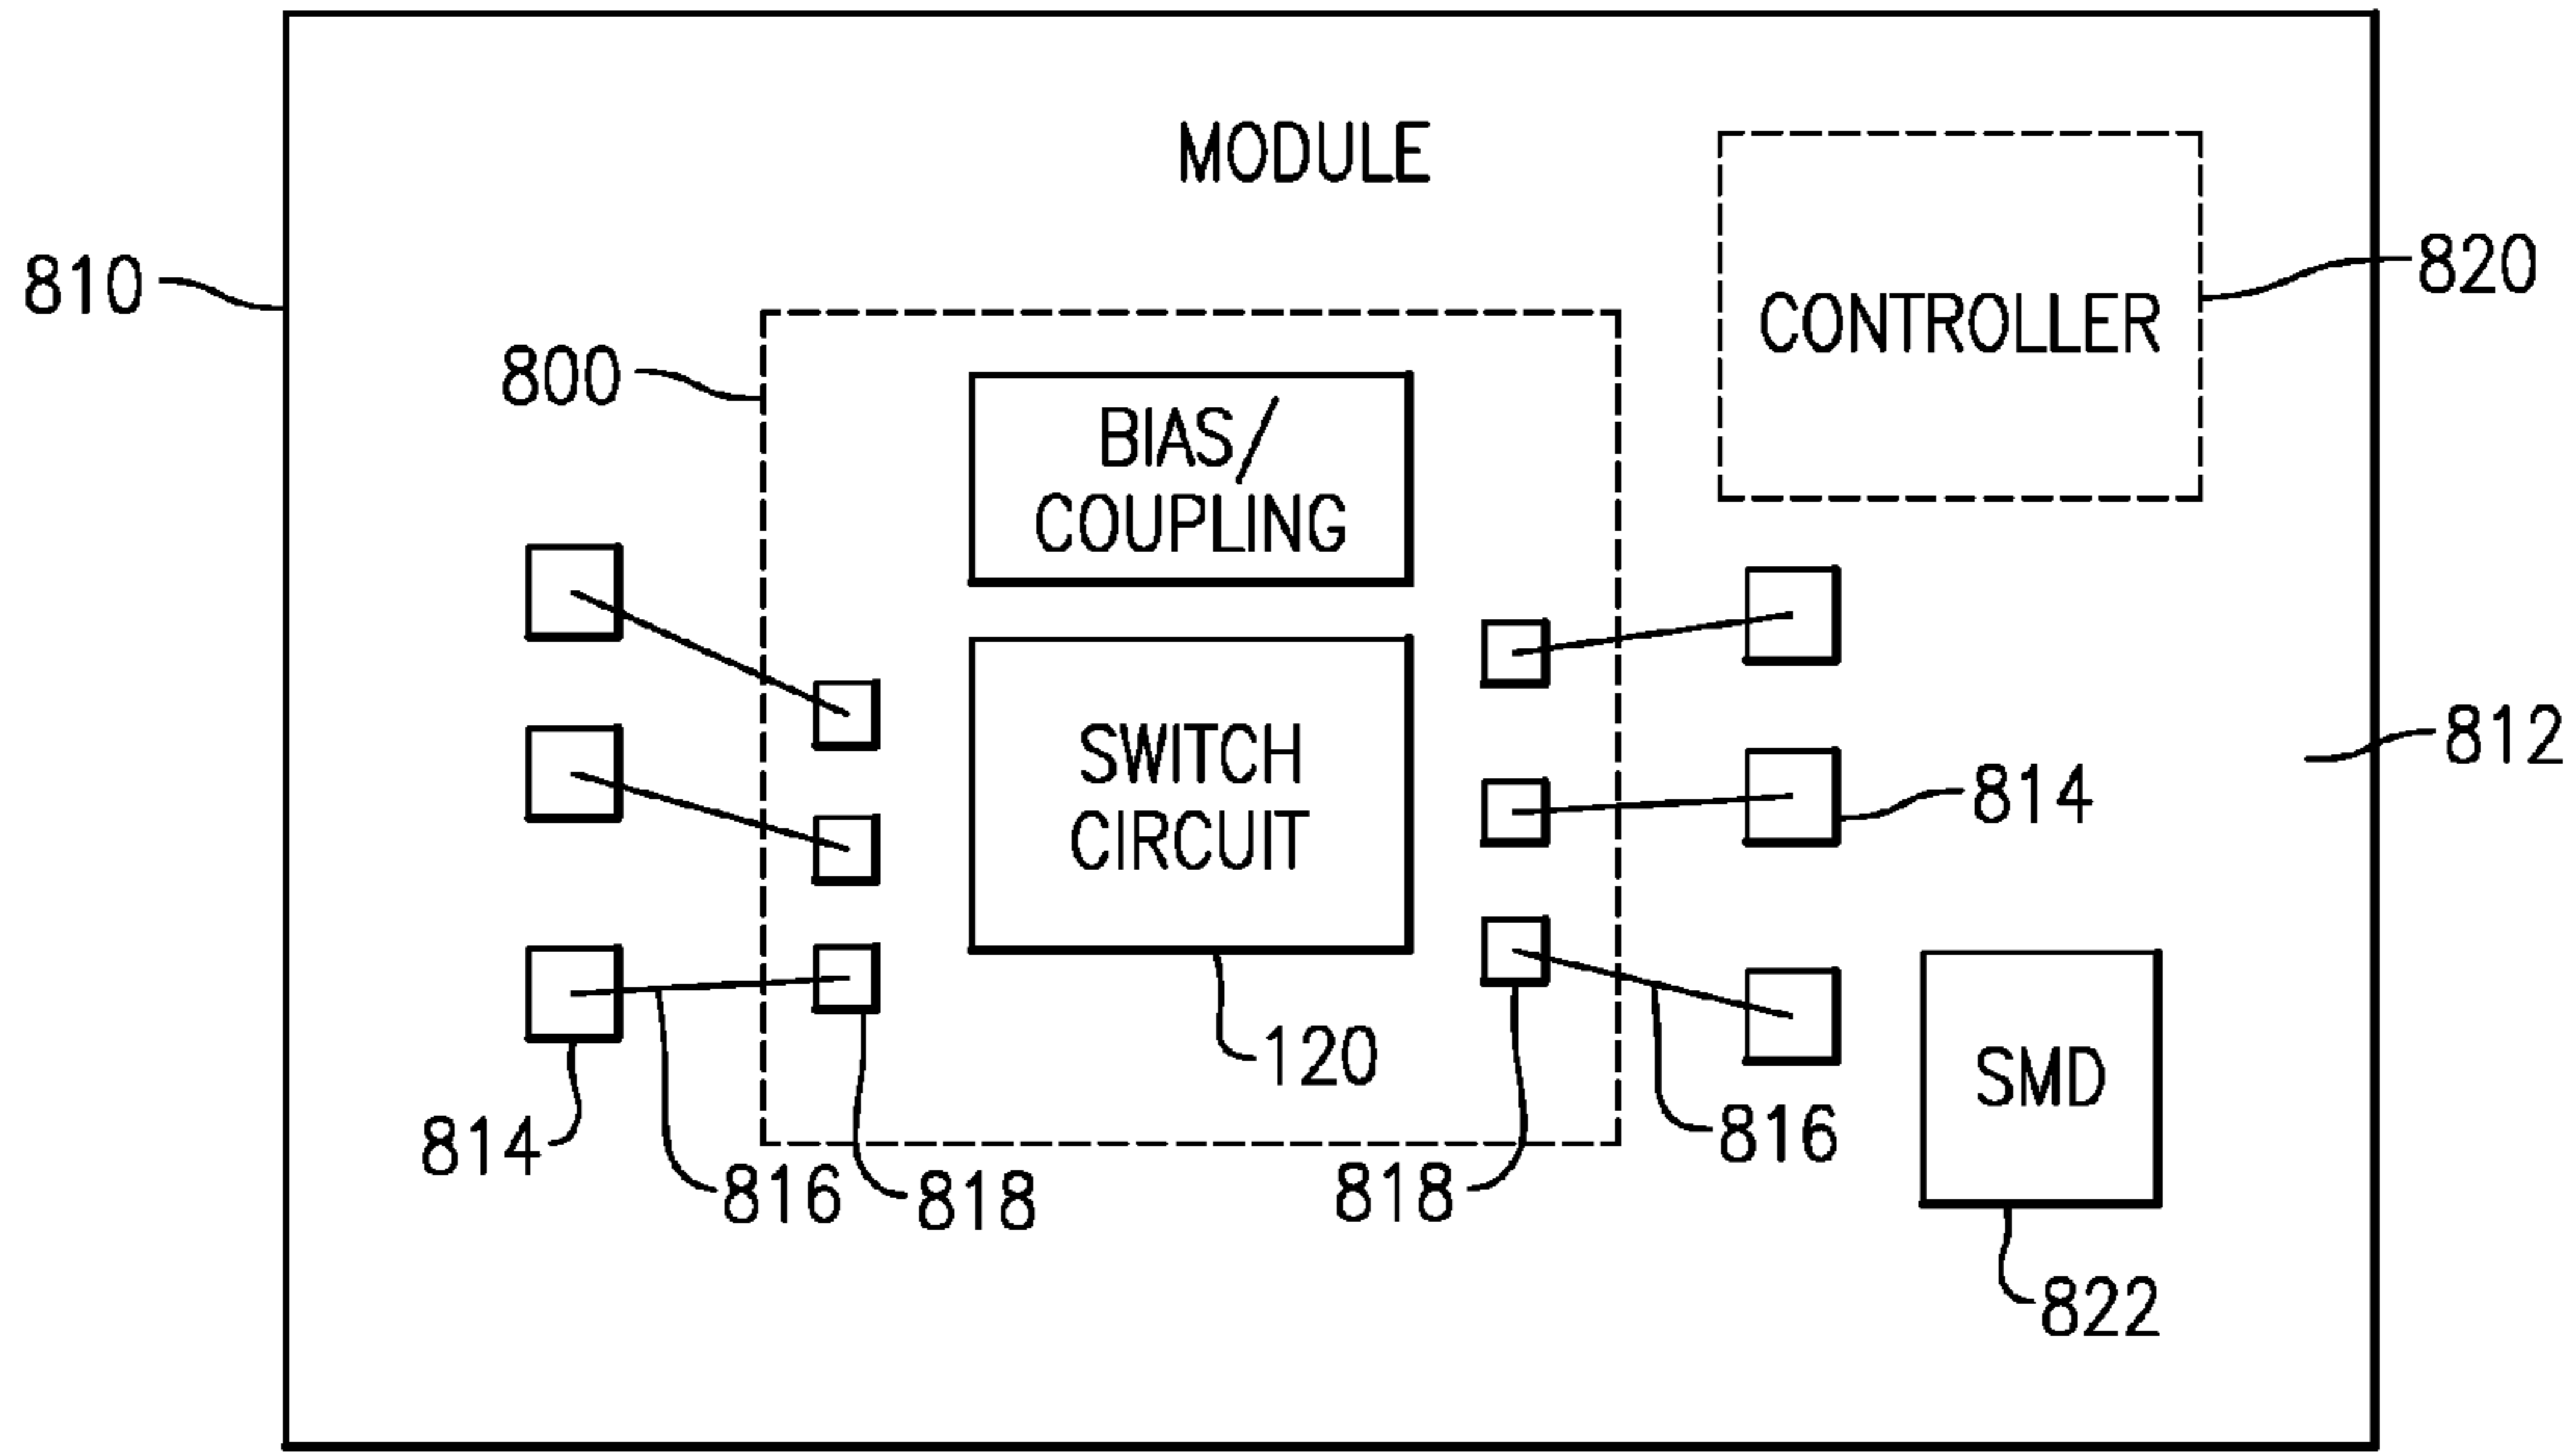 MODULE
810
820
CONTROLLER
800
BIAS/
COUPLING
812
814
SWITCH
CIRCUIT
120
SMD
814
816
818
818
816
822